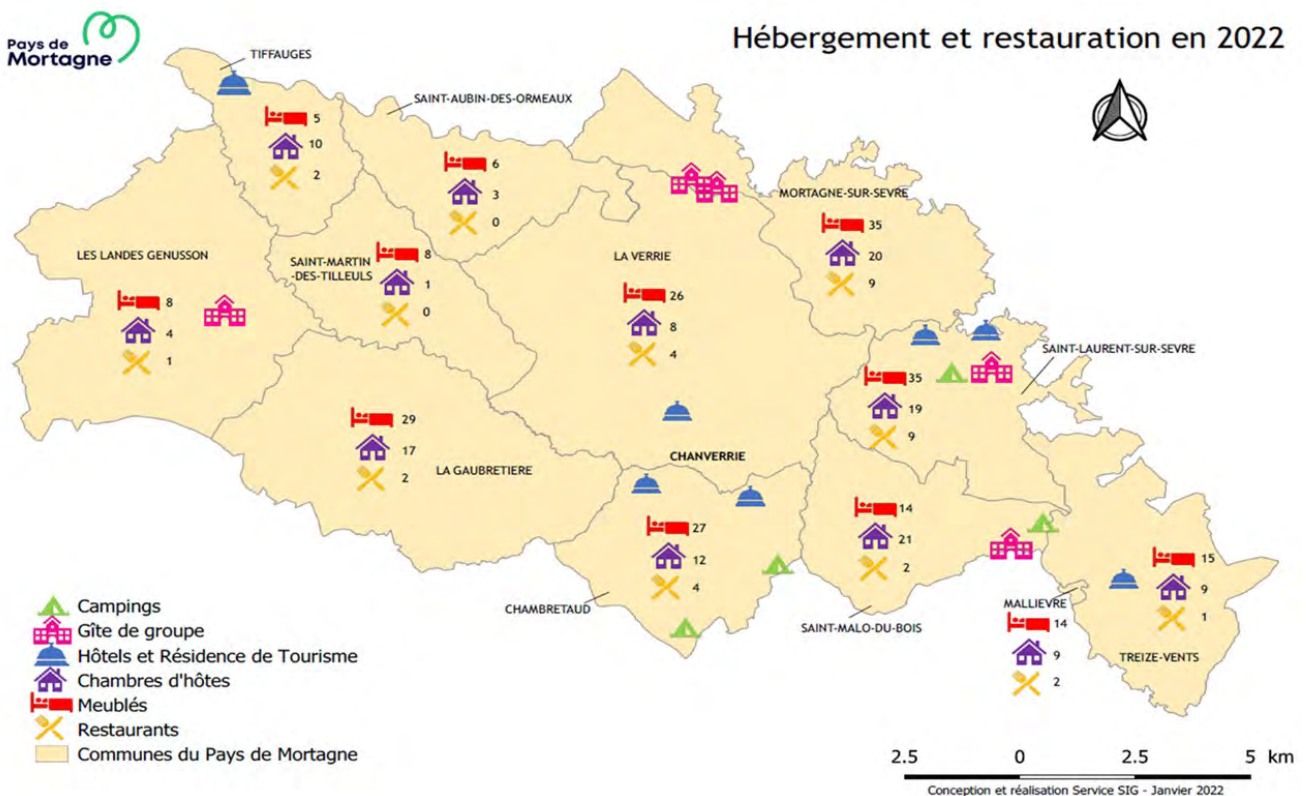 Pays de
Mortagne
Hébergement et restauration en 2022
TIFFAUGES
5
10
2
SAINT-AUBIN-DES-ORMEAUX
6
3
0
MORTAGNE-SUR-SEVRE
35
20
9
LES LANDES GENUSSON
8
4
1
SAINT-MARTIN
-DES-TILLEULS
8
1
0
LA VERRIE
26
8
4
SAINT-LAURENT-SUR-SEVRE
35
19
9
LA GAUBRETIERE
29
17
2
CHANVERRIE
CHAMBRETAUD
27
12
4
SAINT-MALO-DU-BOIS
14
21
2
MALLIEVRE
14
9
2
TREIZE-VENTS
15
9
1
Campings
Gîte de groupe
Hôtels et Résidence de Tourisme
Chambres d'hôtes
Meublés
Restaurants
Communes du Pays de Mortagne
2.5 0 2.5 5 km
Conception et réalisation Service SIG - Janvier 2022